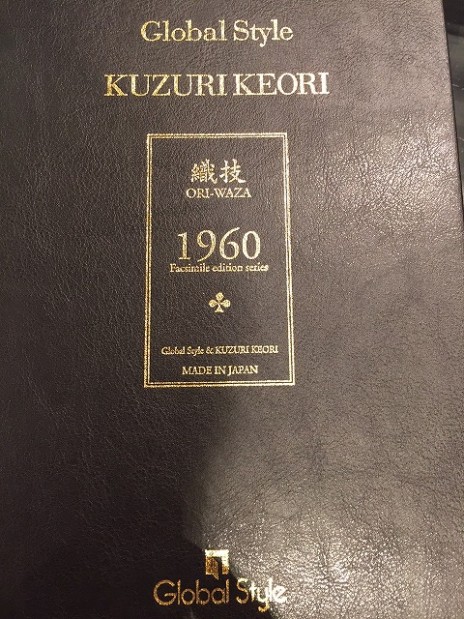 Global Style
KUZURI KEORI
織技
ORI-WAZA
1960
Facsimile edition series
Global Style & KUZURI KEORI
MADE IN JAPAN
Global Style